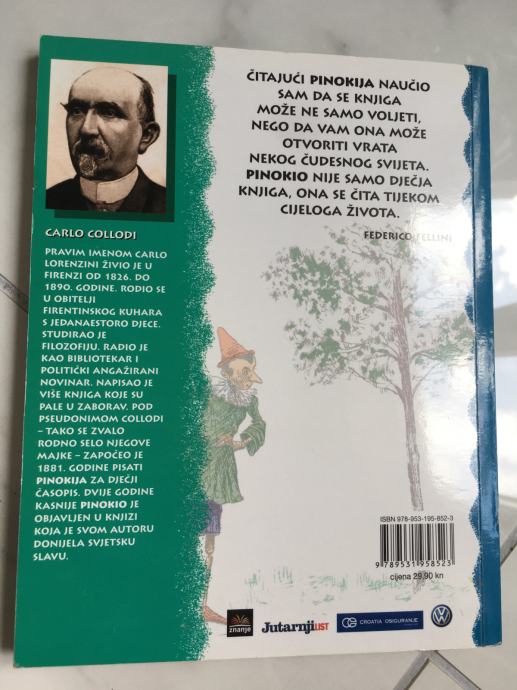 ČITAJUĆI PINOKIJA NAUČIO
SAM DA SE KNJIGA
MOŽE NE SAMO VOLJETI,
NEGO DA VAM ONA MOŽE
OTVORITI VRATA
NEKOG ČUDESNOG SVIJETA.
PINOKIO NIJE SAMO DJEČJA
KNJIGA, ONA SE ČITA TIJEKOM
CIJELOGA ŽIVOTA.
FEDERICO FELLINI
CARLO COLLODI
PRAVIM IMENOM CARLO
LORENZINI ŽIVIO JE U
FIRENZI OD 1826. DO
1890. GODINE. RODIO SE
U OBITELJI
FIRENTINSKOG KUHARA
S JEDANAESTORO DJECE.
STUDIRAO JE
FILOZOFIJU. RADIO JE
KAO BIBLIOTEKAR I
POLITIČKI ANGAŽIRANI
NOVINAR. NAPISAO JE
VIŠE KNJIGA KOJE SU
PALE U ZABORAV. POD
PSEUDONIMOM COLLODI
– TAKO SE ZVALO
RODNO SELO NJEGOVE
MAJKE – ZAPOČEO JE
1881. GODINE PISATI
PINOKIJA ZA DJEČJI
ČASOPIS. DVIJE GODINE
KASNIJE PINOKIO JE
OBJAVLJEN U KNJIZI
KOJA JE SVOM AUTORU
DONIJELA SVJETSKU
SLAVU.
ISBN 978-953-195-852-3
9 789531 958523
cijena 29,90 kn
znanje
Jutarnji LIST
CROATIA OSIGURANJE
VW